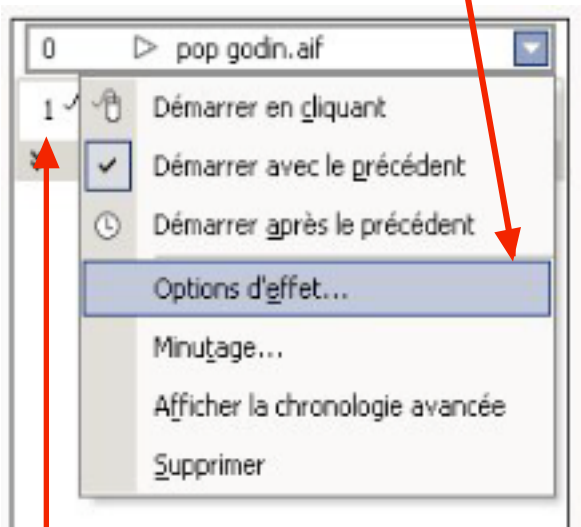 0 pop godin.aif
1 Démarrer en cliquant
Démarrer avec le précédent
Démarrer après le précédent
Options d'effet...
Minutage...
Afficher la chronologie avancée
Supprimer